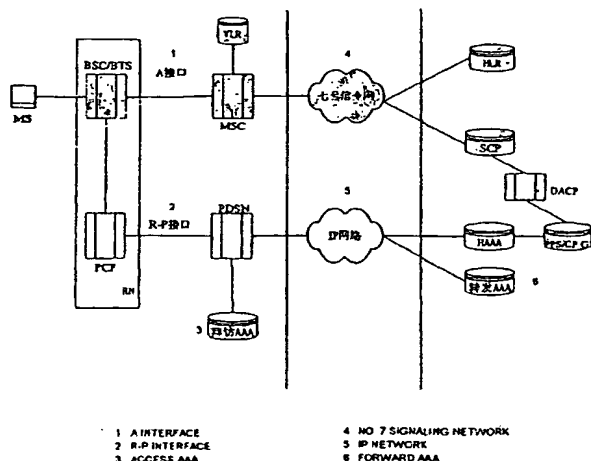 VLR
1
A接口
BSC/BTS
MS
MSC
4
七号信令网
HLR
SCP
DACP
2
R-P接口
PDSN
PCF
RN
5
IP网络
HAAA
PPS/CP G
转发AAA
6
3
拜访AAA
1 A INTERFACE
2 R-P INTERFACE
3 ACCESS AAA
4 NO 7 SIGNALING NETWORK
5 IP NETWORK
6 FORWARD AAA